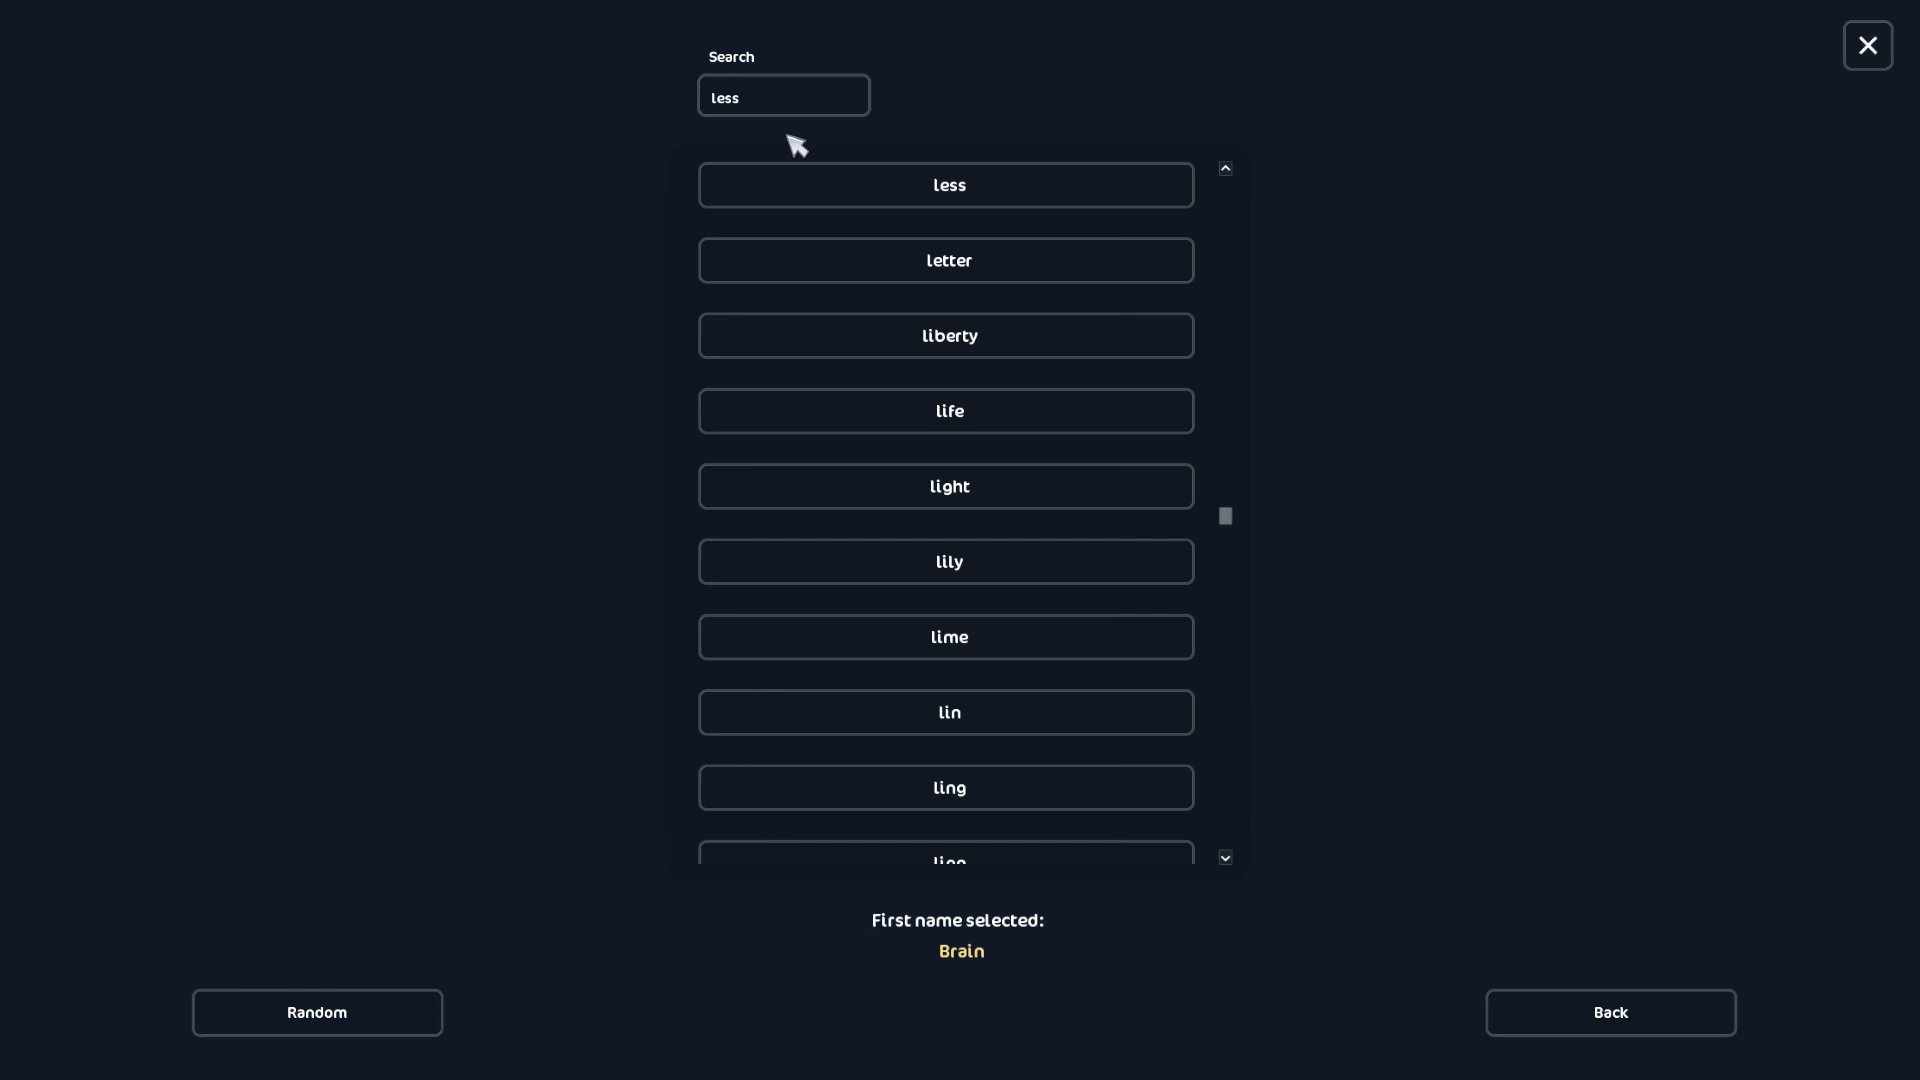 Search
less
less
letter
liberty
life
light
lily
lime
lin
ling
First name selected:
Brain
Random
Back